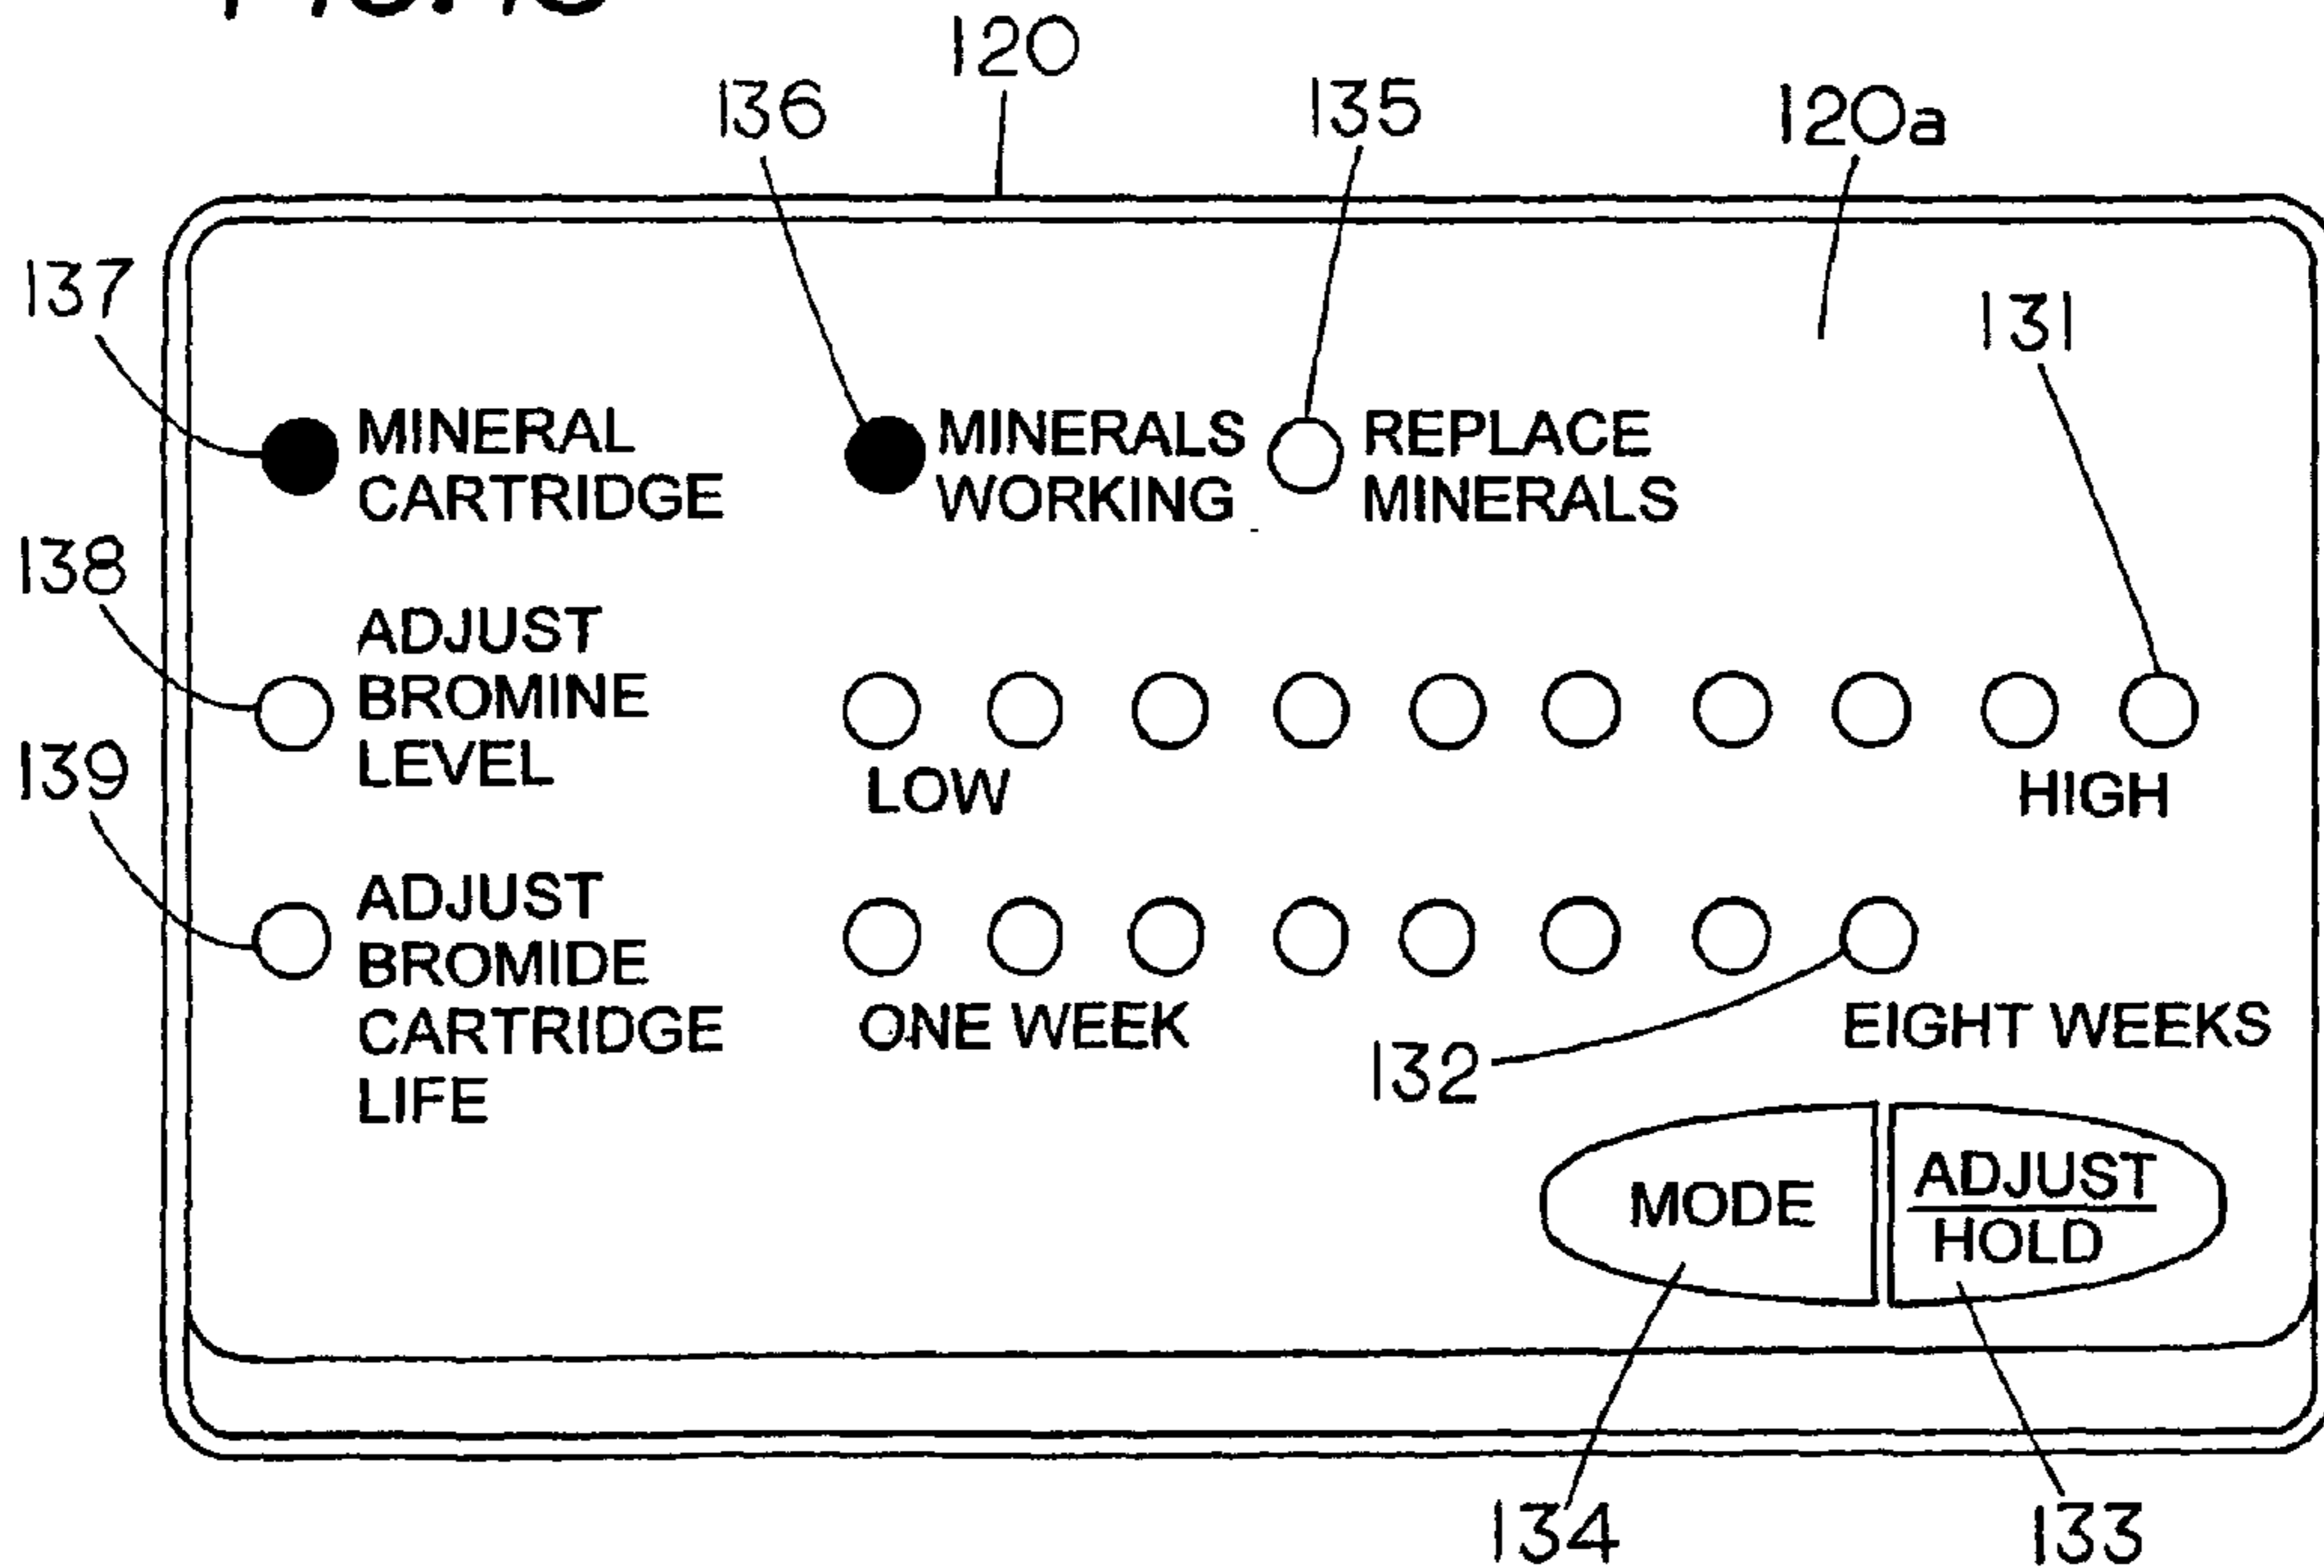 120
136
135
120a
137
131
MINERAL
CARTRIDGE
MINERALS
WORKING
REPLACE
MINERALS
138
ADJUST
BROMINE
LEVEL
139
LOW
HIGH
ADJUST
BROMIDE
CARTRIDGE
LIFE
ONE WEEK
EIGHT WEEKS
132
MODE
ADJUST
HOLD
134
133